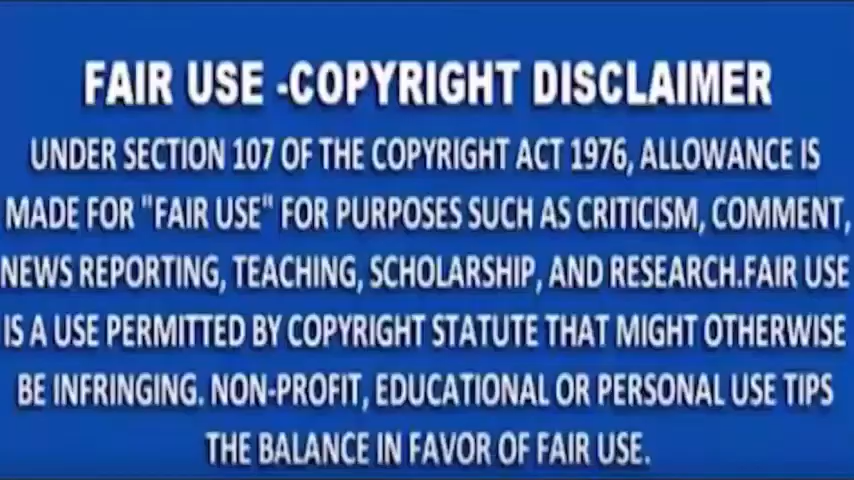 FAIR USE -COPYRIGHT DISCLAIMER
UNDER SECTION 107 OF THE COPYRIGHT ACT 1976, ALLOWANCE IS
MADE FOR "FAIR USE" FOR PURPOSES SUCH AS CRITICISM, COMMENT,
NEWS REPORTING, TEACHING, SCHOLARSHIP, AND RESEARCH.FAIR USE
IS A USE PERMITTED BY COPYRIGHT STATUTE THAT MIGHT OTHERWISE
BE INFRINGING. NON-PROFIT, EDUCATIONAL OR PERSONAL USE TIPS
THE BALANCE IN FAVOR OF FAIR USE.